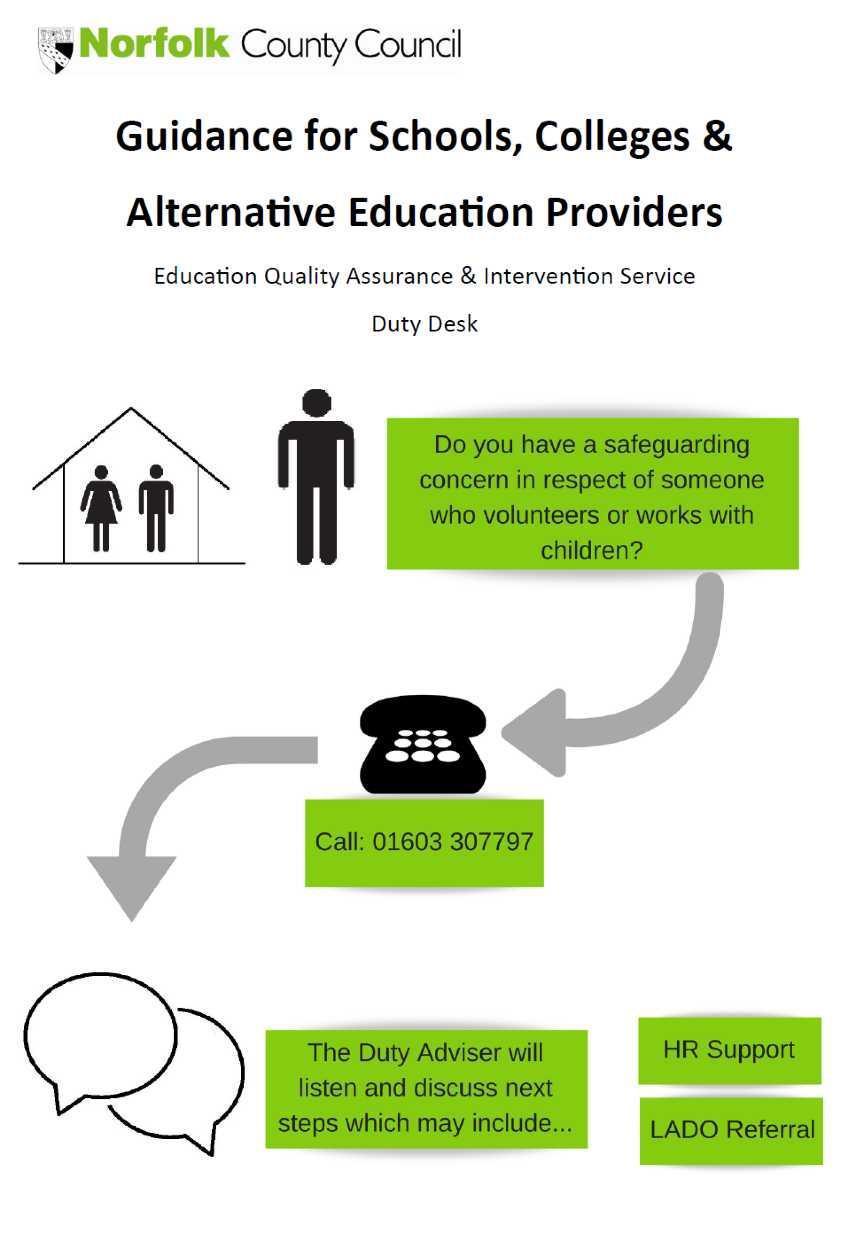 Norfolk County Council
Guidance for Schools, Colleges &
Alternative Education Providers
Education Quality Assurance & Intervention Service
Duty Desk
Do you have a safeguarding
concern in respect of someone
who volunteers or works with
children?
Call: 01603 307797
The Duty Adviser will
listen and discuss next
steps which may include...
HR Support
LADO Referral